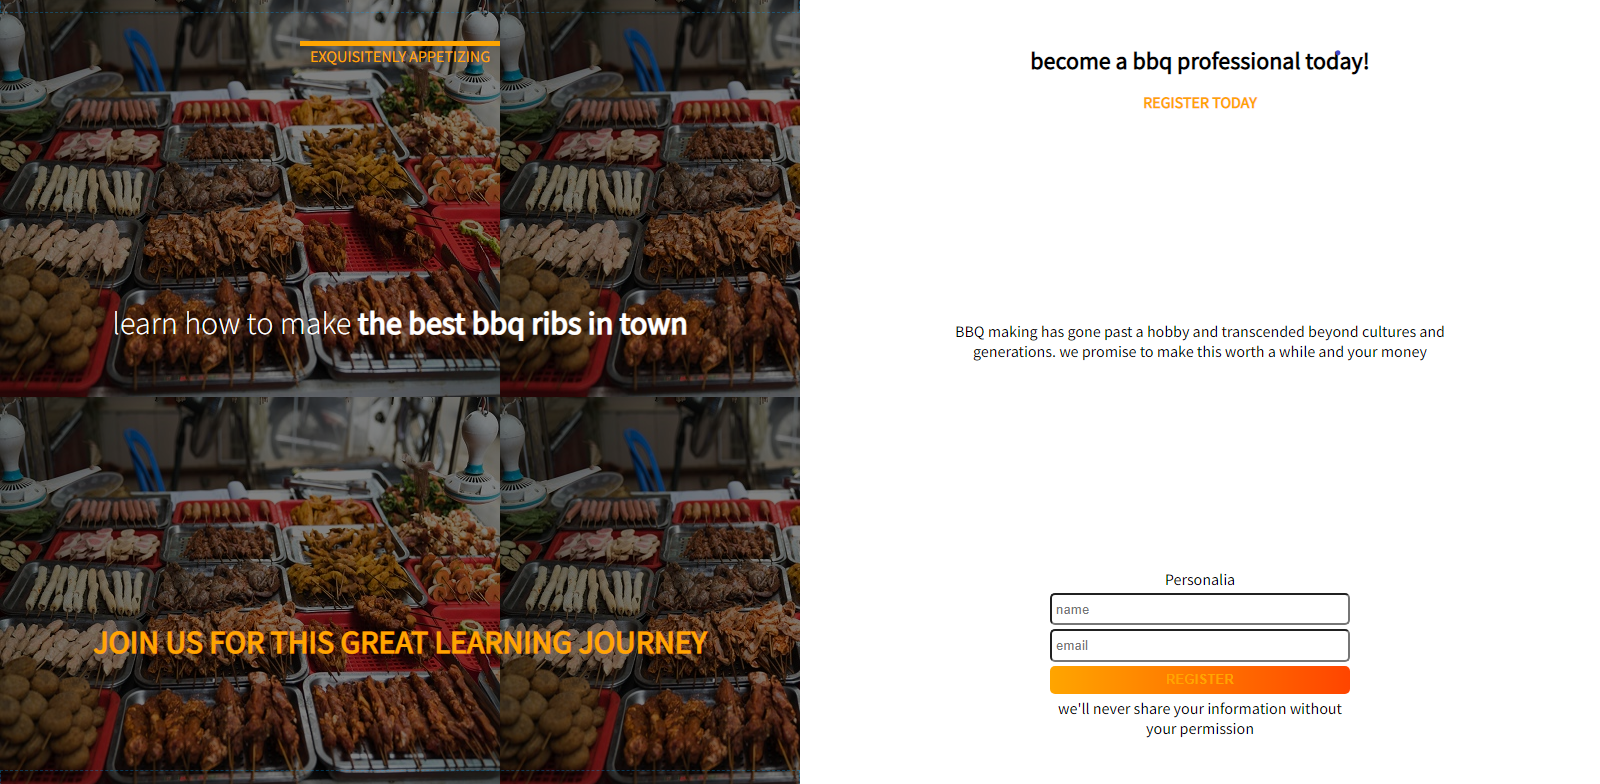 EXQUISITENLY APPETIZING
learn how to make the best bbq ribs in town
JOIN US FOR THIS GREAT LEARNING JOURNEY
become a bbq professional today!
REGISTER TODAY
BBQ making has gone past a hobby and transcended beyond cultures and
generations. we promise to make this worth a while and your money
Personalia
name
email
REGISTER
we'll never share your information without
your permission